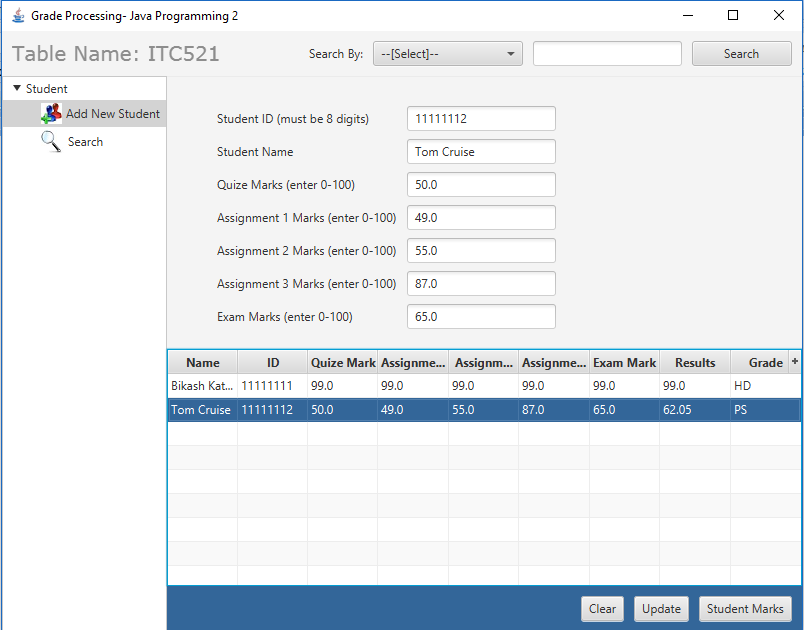 Grade Processing- Java Programming 2
Table Name: ITC521 Search By: --[Select]-- Search
Student
Add New Student
Search
Student ID (must be 8 digits) 11111112
Student Name Tom Cruise
Quize Marks (enter 0-100) 50.0
Assignment 1 Marks (enter 0-100) 49.0
Assignment 2 Marks (enter 0-100) 55.0
Assignment 3 Marks (enter 0-100) 87.0
Exam Marks (enter 0-100) 65.0
Name ID Quize Mark Assignme... Assignm... Assignme... Exam Mark Results Grade +
Bikash Kat... 11111111 99.0 99.0 99.0 99.0 99.0 99.0 HD
Tom Cruise 11111112 50.0 49.0 55.0 87.0 65.0 62.05 PS
Clear Update Student Marks